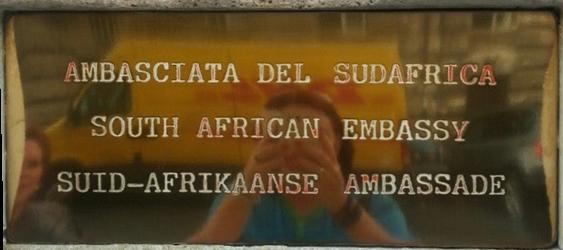 AMBASCIATA DEL SUDAFRICA
SOUTH AFRICAN EMBASSY
SUID-AFRIKAANSE AMBASSADE